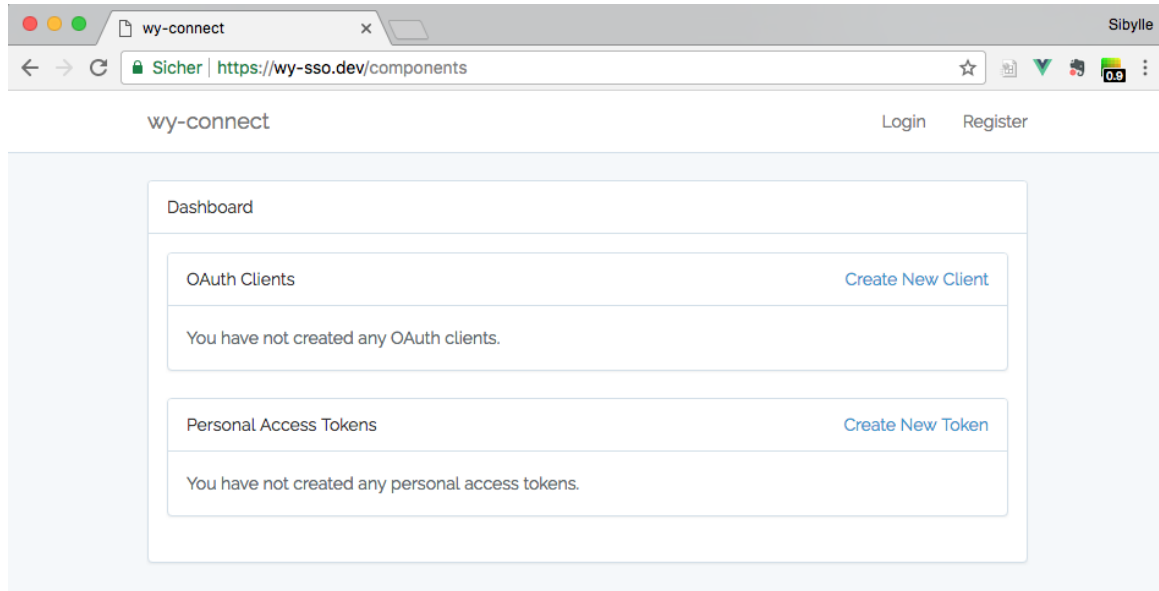 wy-connect
Sibylle
Sicher | https://wy-sso.dev/components
0.9
wy-connect Login Register
Dashboard
OAuth Clients Create New Client
You have not created any OAuth clients.
Personal Access Tokens Create New Token
You have not created any personal access tokens.